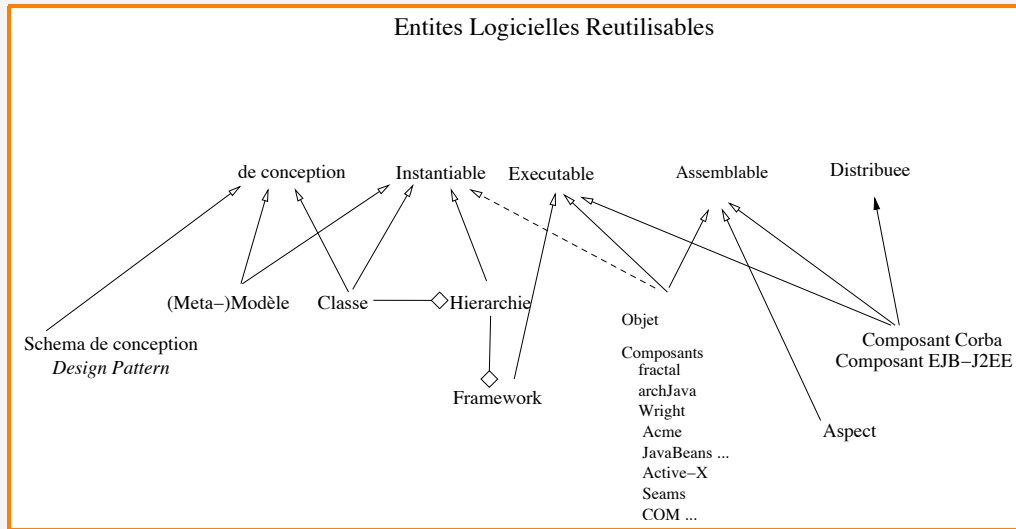 Entites Logicielles Reutilisables
de conception
Instantiable
Executable
Assemblable
Distribuee
(Meta−)Modèle
Classe
Hierarchie
Schema de conception
Design Pattern
Framework
Objet
Composants
fractal
archJava
Wright
Acme
JavaBeans ...
Active−X
Seams
COM ...
Aspect
Composant Corba
Composant EJB−J2EE